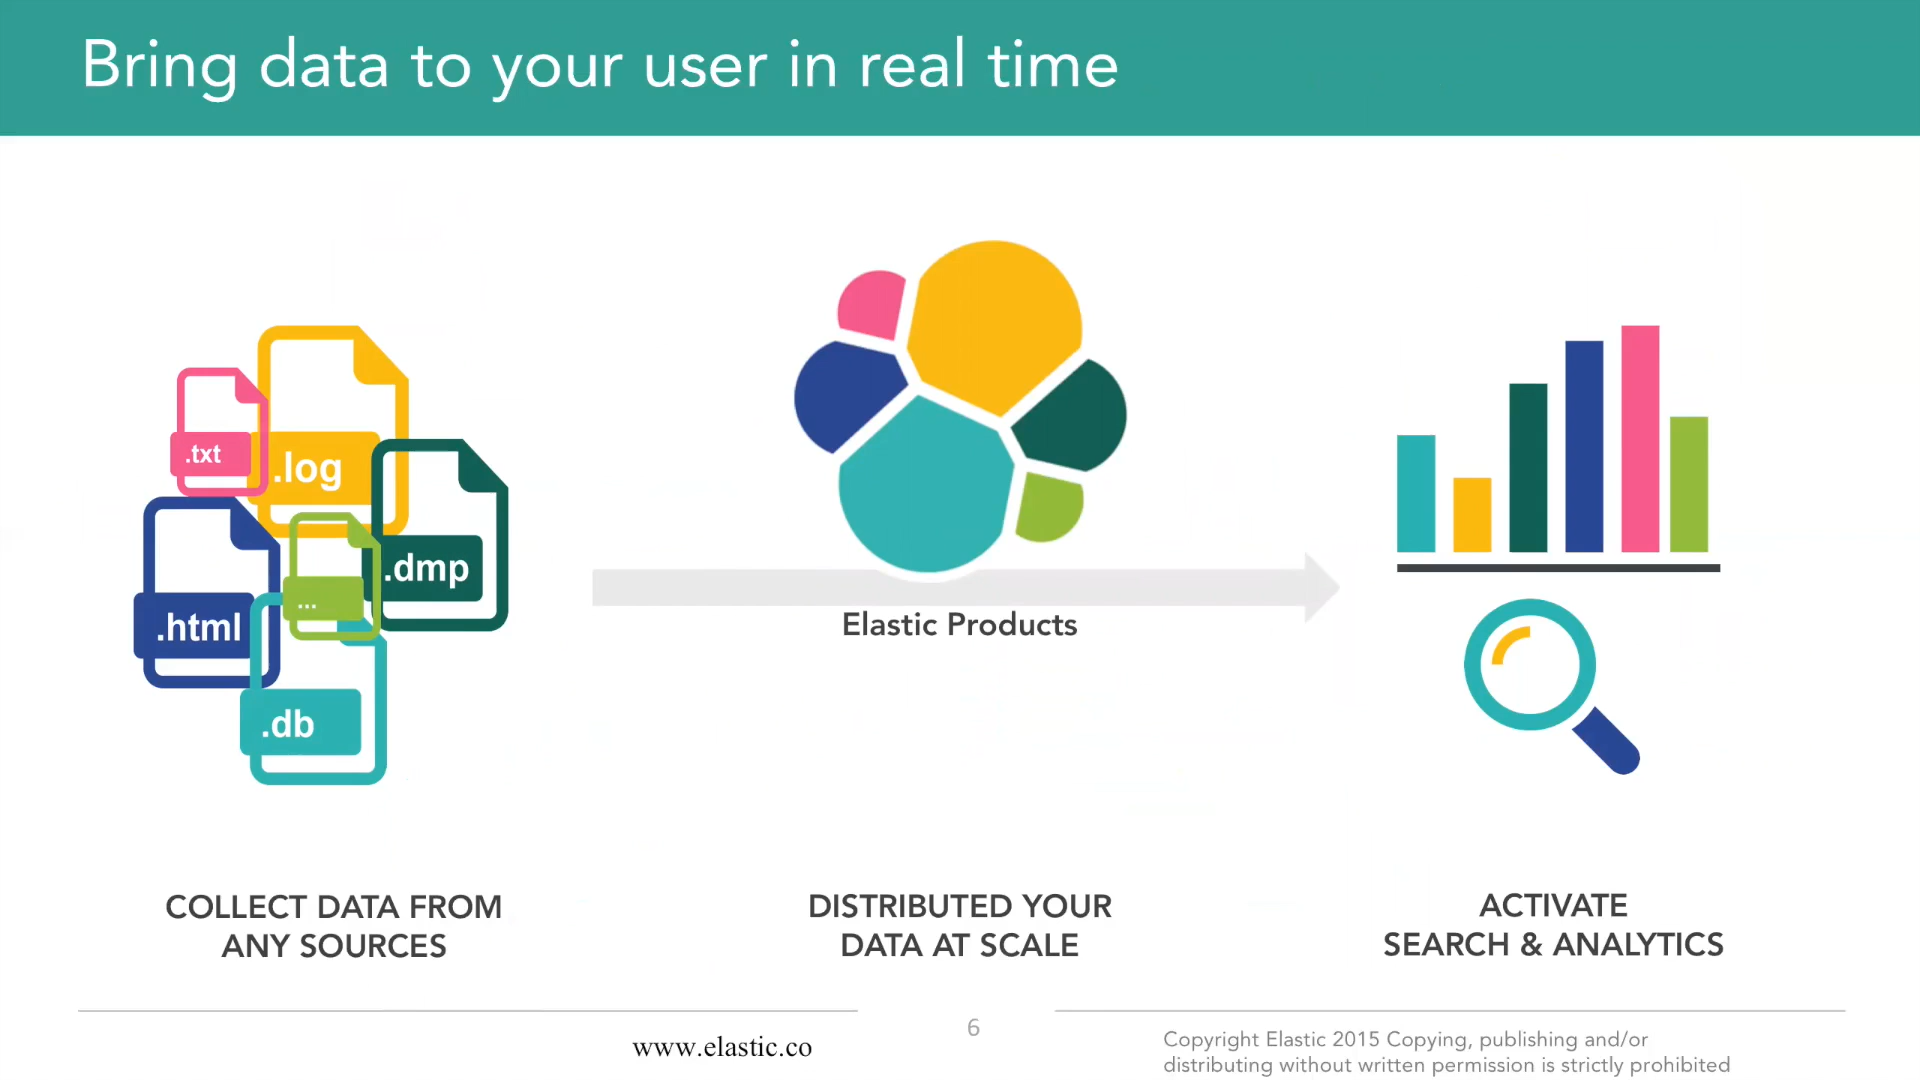 Bring data to your user in real time
.txt
.log
.dmp
...
.html
.db
Elastic Products
COLLECT DATA FROM
ANY SOURCES
DISTRIBUTED YOUR
DATA AT SCALE
ACTIVATE
SEARCH & ANALYTICS
www.elastic.co
6
Copyright Elastic 2015 Copying, publishing and/or
distributing without written permission is strictly prohibited